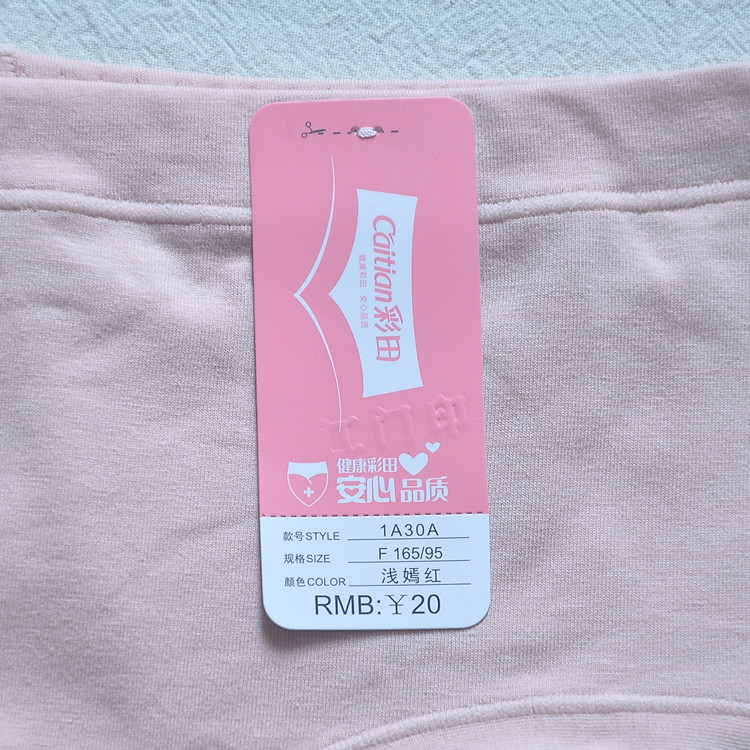 Caitian彩田
健康彩田 安心品质
健康彩田
安心品质
款号STYLE 1A30A
规格SIZE F 165/95
颜色COLOR 浅嫣红
RMB:￥20